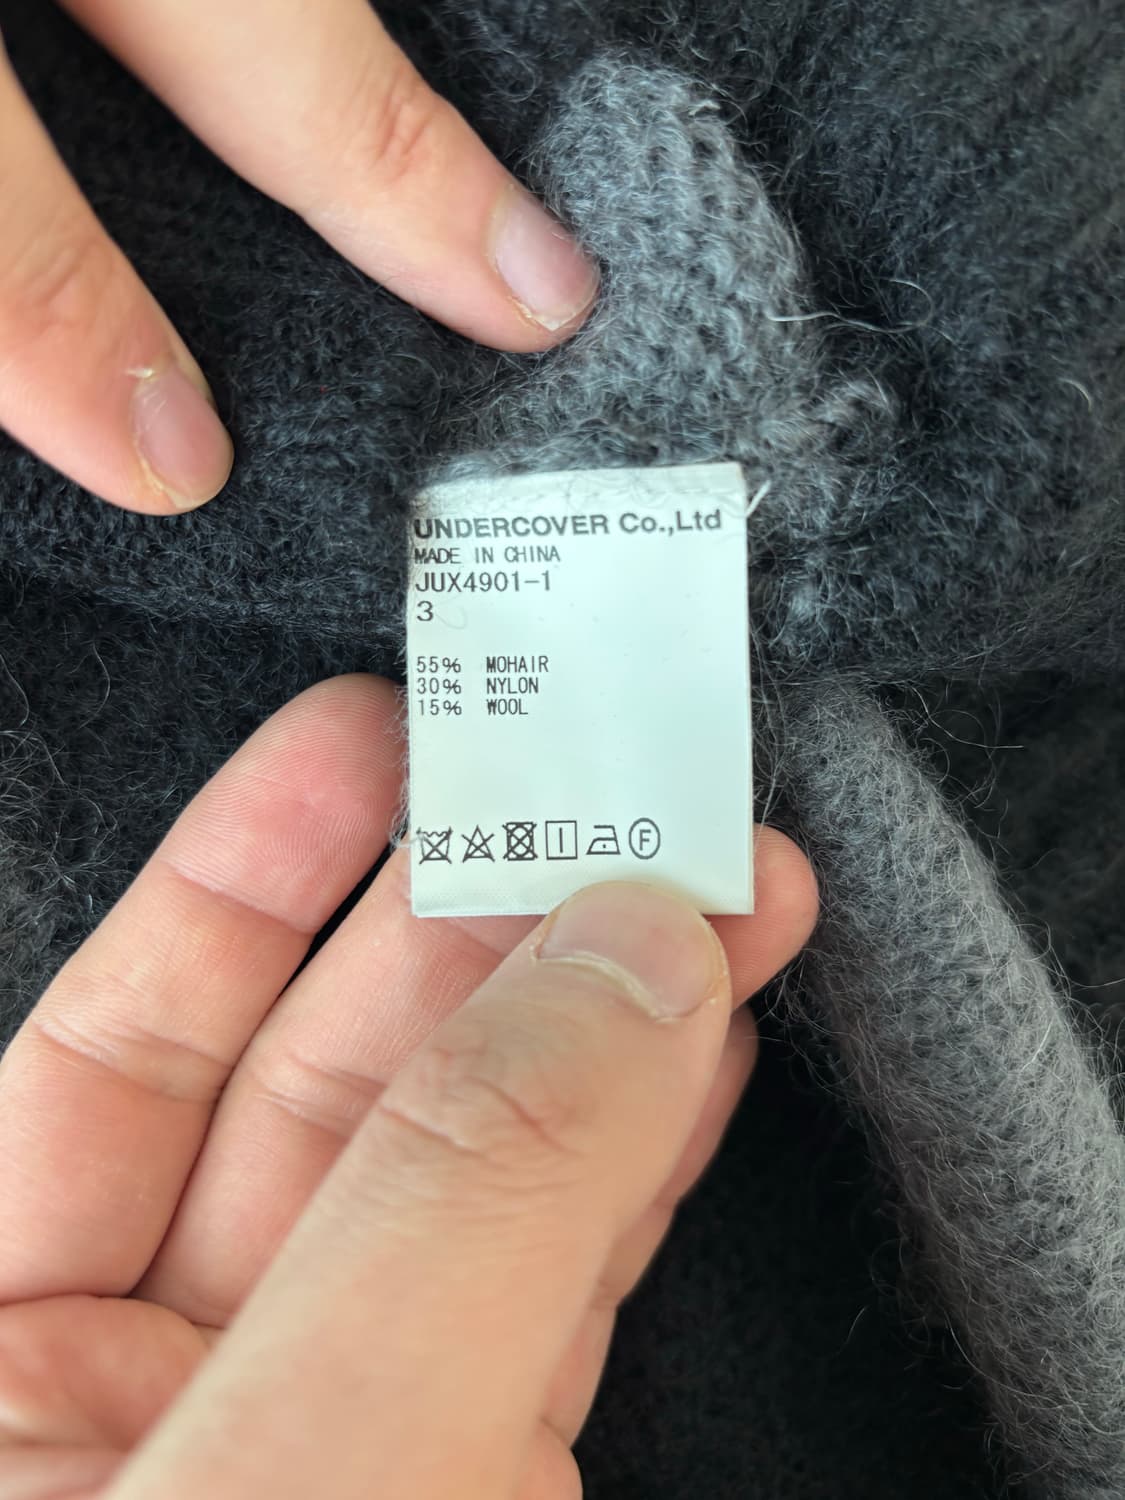 UNDERCOVER Co.,Ltd
MADE IN CHINA
JUX4901-1
3
55% MOHAIR
30% NYLON
15% WOOL
F